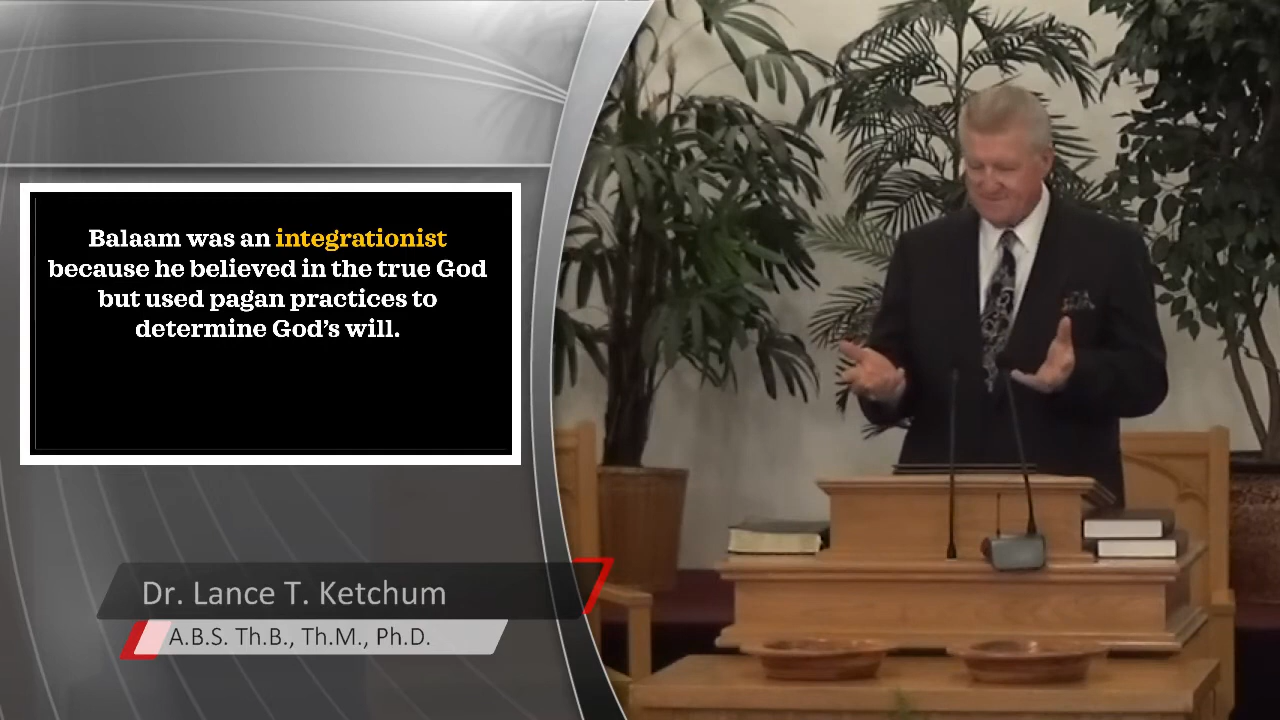 Balaam was an integrationist
because he believed in the true God
but used pagan practices to
determine God's will.
Dr. Lance T. Ketchum
A.B.S. Th.B., Th.M., Ph.D.